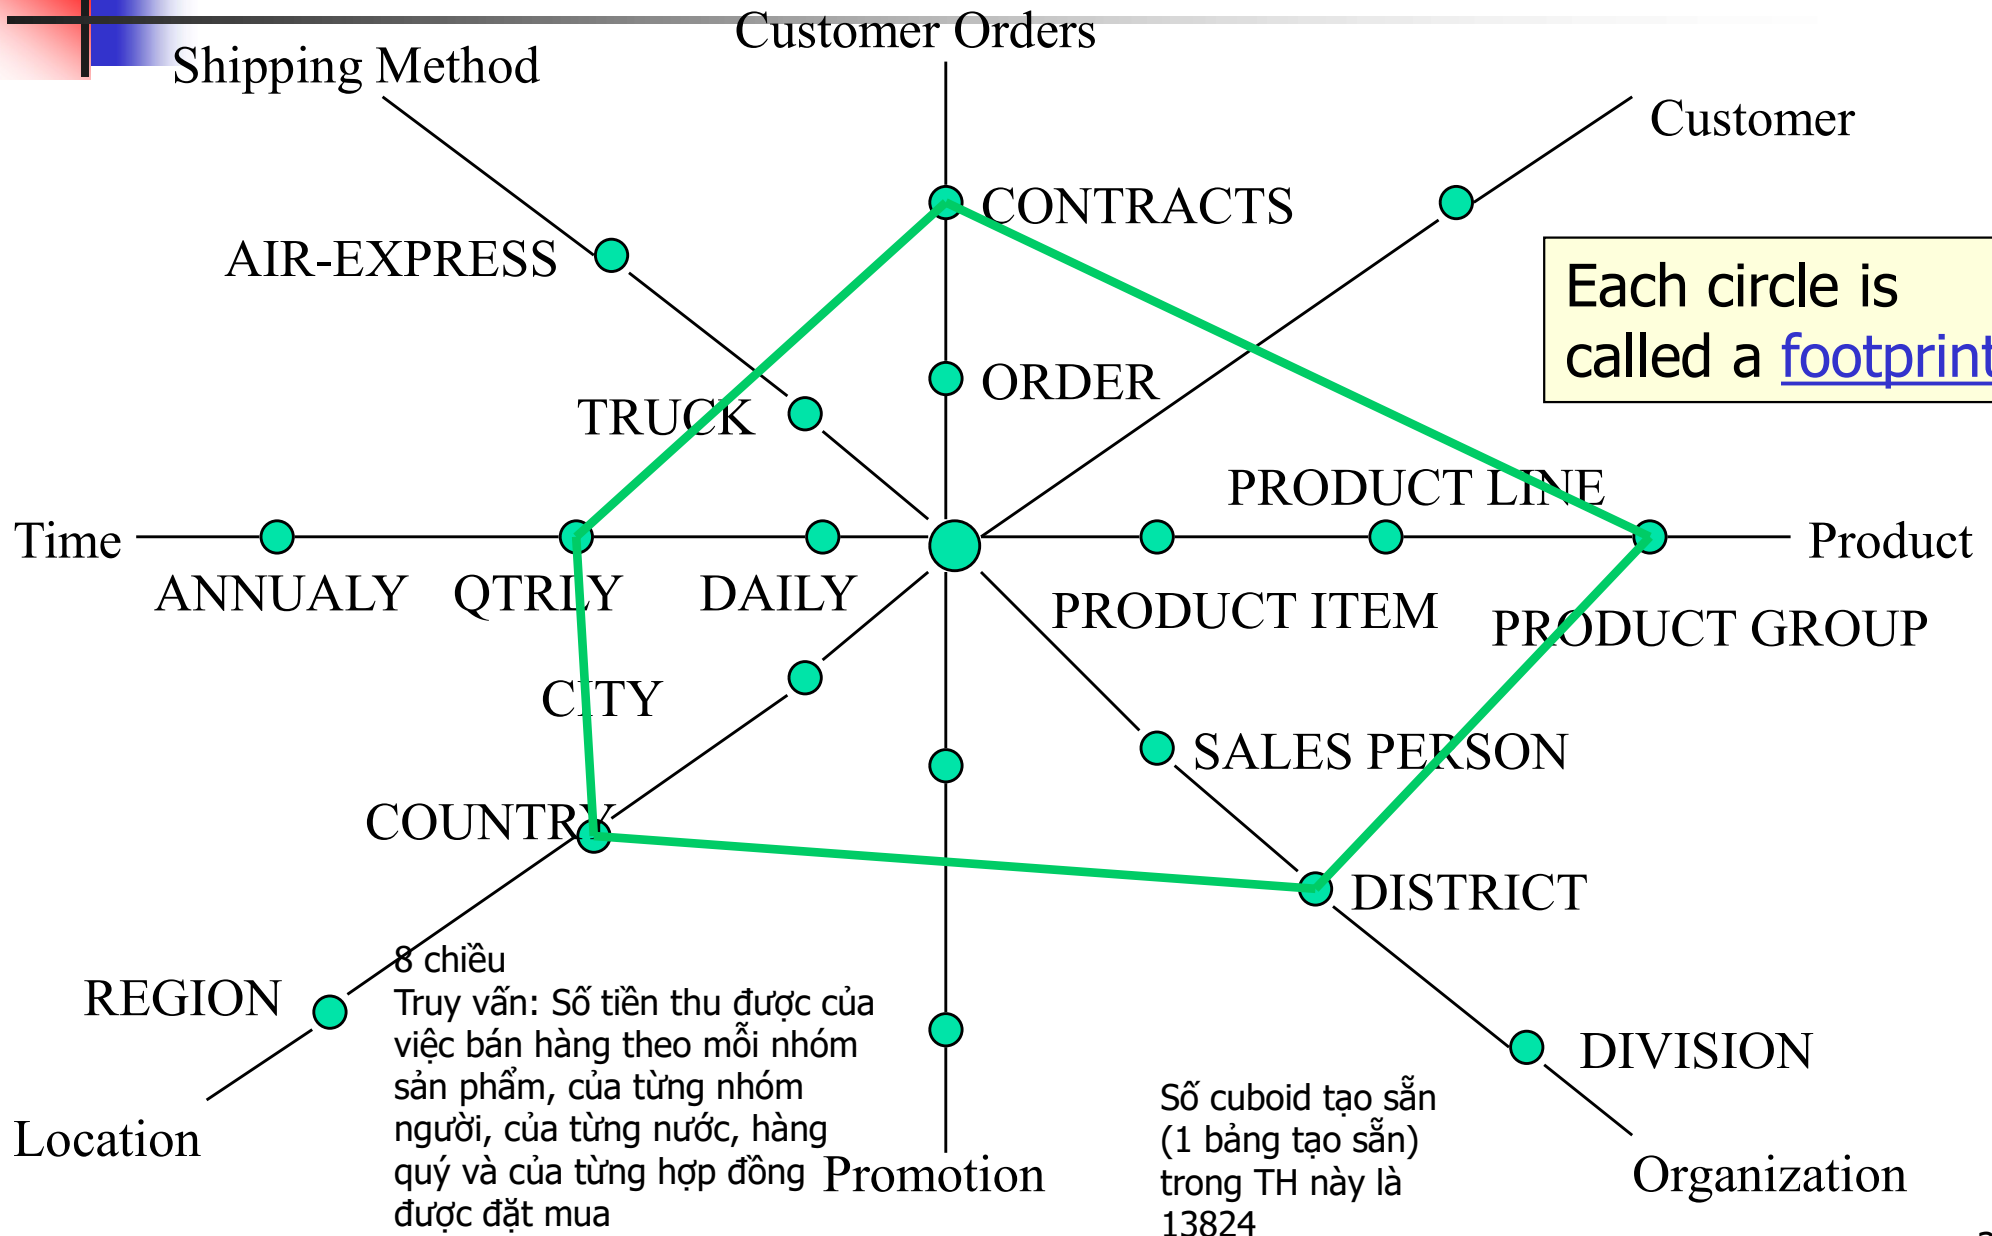 Customer Orders
Shipping Method
Customer
CONTRACTS
AIR-EXPRESS
Each circle is
called a footprint
ORDER
TRUCK
PRODUCT LINE
Time
Product
ANNUALY
QTRLY
DAILY
PRODUCT ITEM
PRODUCT GROUP
CITY
SALES PERSON
COUNTRY
DISTRICT
REGION
DIVISION
Location
8 chiều
Truy vấn: Số tiền thu được của
việc bán hàng theo mỗi nhóm
sản phẩm, của từng nhóm
người, của từng nước, hàng
quý và của từng hợp đồng
được đặt mua
Promotion
Số cuboid tạo sẵn
(1 bảng tạo sẵn)
trong TH này là
13824
Organization